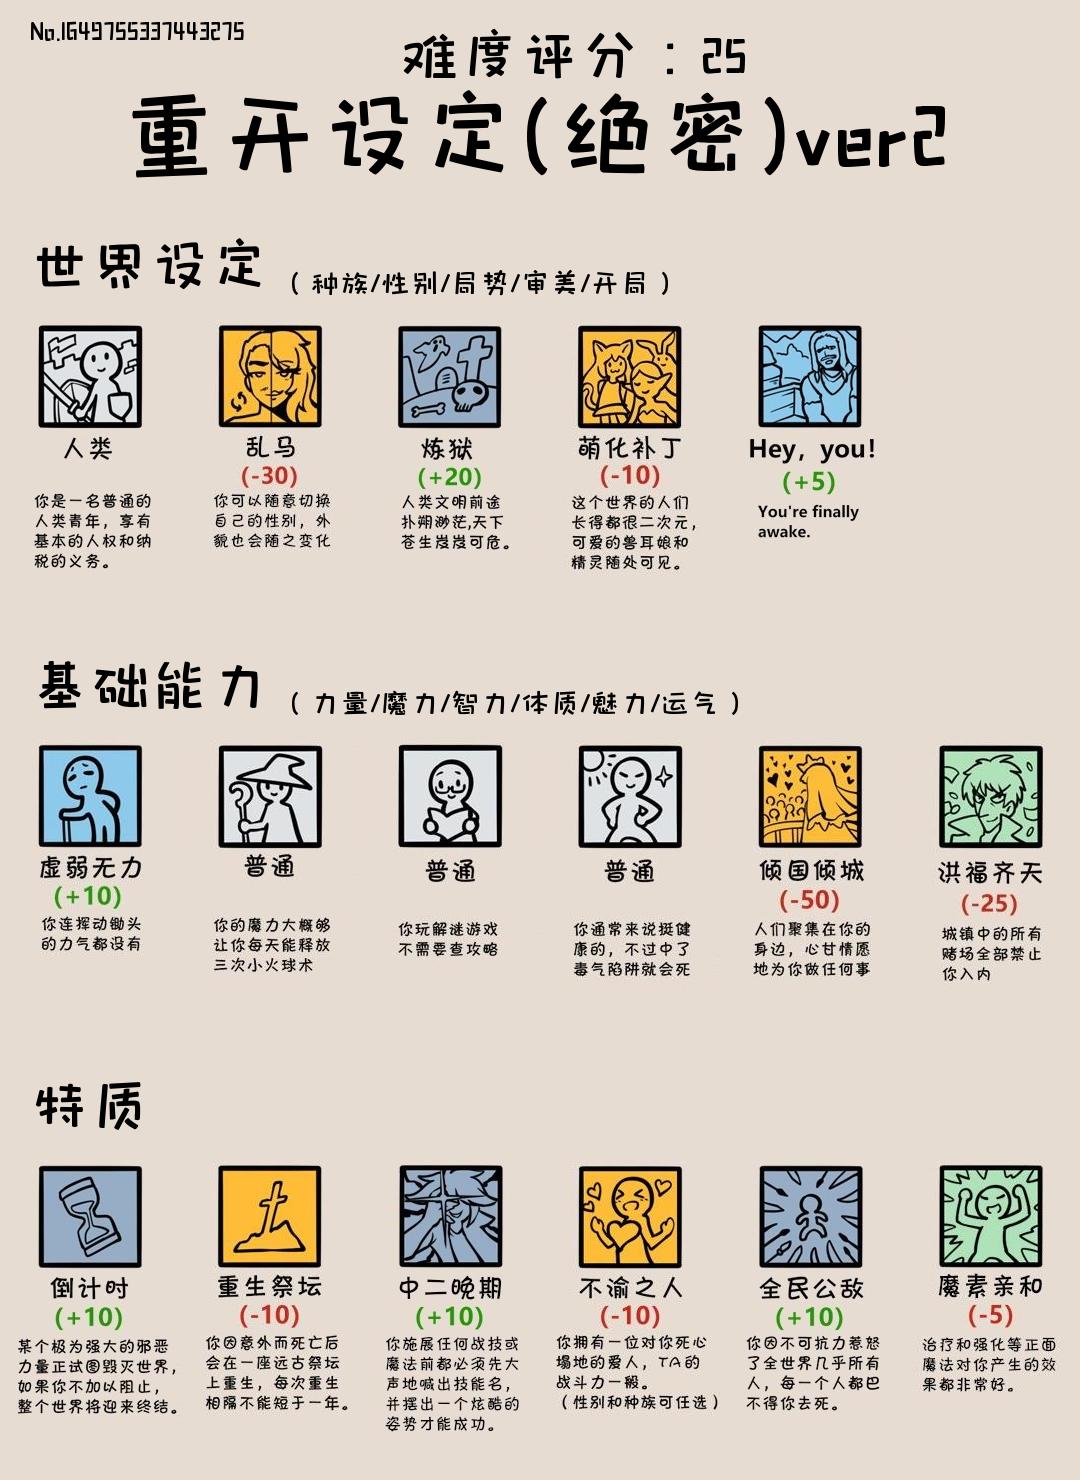 No.1649755337443275
难度评分：25
重开设定(绝密)ver2
世界设定（种族/性别/局势/审美/开局）
人类
你是一名普通的
人类青年，享有
基本的人权和纳
税的义务。
乱马
(-30)
你可以随意切换
自己的性别，外
貌也会随之变化
炼狱
(+20)
人类文明前途
扑朔渺茫,天下
苍生岌岌可危。
萌化补丁
(-10)
这个世界的人们
长得都很二次元，
可爱的兽耳娘和
精灵随处可见。
Hey, you!
(+5)
You're finally
awake.
基础能力（力量/魔力/智力/体质/魅力/运气）
虚弱无力
(+10)
你连挥动锄头
的力气都没有
普通
你的魔力大概够
让你每天能释放
三次小火球术
普通
你玩解谜游戏
不需要查攻略
普通
你通常来说挺健
康的，不过中了
毒气陷阱就会死
倾国倾城
(-50)
人们聚集在你的
身边，心甘情愿
地为你做任何事
洪福齐天
(-25)
城镇中的所有
赌场全部禁止
你入内
特质
倒计时
(+10)
某个极为强大的邪恶
力量正试图毁灭世界，
如果你不加以阻止，
整个世界将迎来终结。
重生祭坛
(-10)
你因意外而死亡后
会在一座远古祭坛
上重生，每次重生
相隔不能短于一年。
中二晚期
(+10)
你施展任何战技或
魔法前都必须先大
声地喊出技能名，
并摆出一个炫酷的
姿势才能成功。
不渝之人
(-10)
你拥有一位对你死心
塌地的爱人，TA的
战斗力一般。
（性别和种族可任选）
全民公敌
(+10)
你因不可抗力惹怒
了全世界几乎所有
人，每一个人都巴
不得你去死。
魔素亲和
(-5)
治疗和强化等正面
魔法对你产生的效
果都非常好。